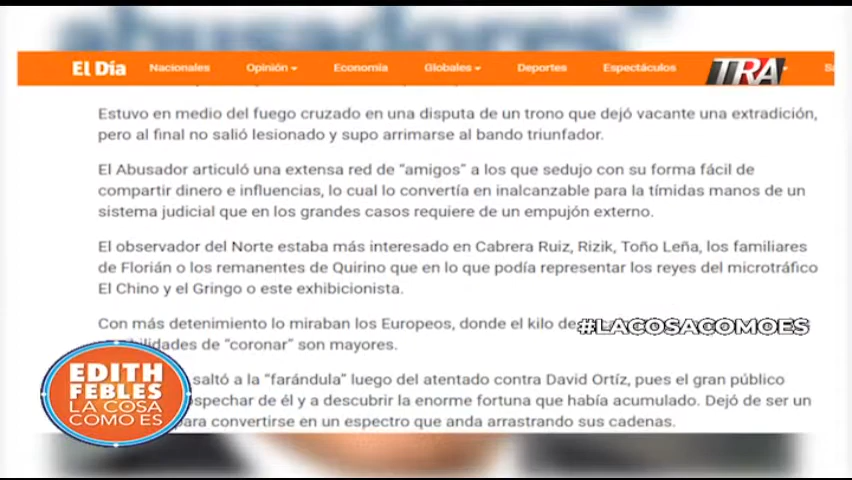 abusadores"
El Día Nacionales Opinión Economia Globales Deportes Espectáculos TRA
Estuvo en medio del fuego cruzado en una disputa de un trono que dejó vacante una extradición,
pero al final no salió lesionado y supo arrimarse al bando triunfador.
El Abusador articuló una extensa red de “amigos” a los que sedujo con su forma fácil de
compartir dinero e influencias, lo cual lo convertía en inalcanzable para la tímidas manos de un
sistema judicial que en los grandes casos requiere de un empujón externo.
El observador del Norte estaba más interesado en Cabrera Ruiz, Rizik, Toño Leña, los familiares
de Florián o los remanentes de Quirino que en lo que podía representar los reyes del microtráfico
El Chino y el Gringo o este exhibicionista.
Con más detenimiento lo miraban los Europeos, donde el kilo de
#LACOSACOMOES
de “coronar” son mayores.
saltó a la “farándula” luego del atentado contra David Ortíz, pues el gran público
de él y a descubrir la enorme fortuna que había acumulado. Dejó de ser un
para convertirse en un espectro que anda arrastrando sus cadenas.
EDITH
FEBLES
LA COSA
COMO ES